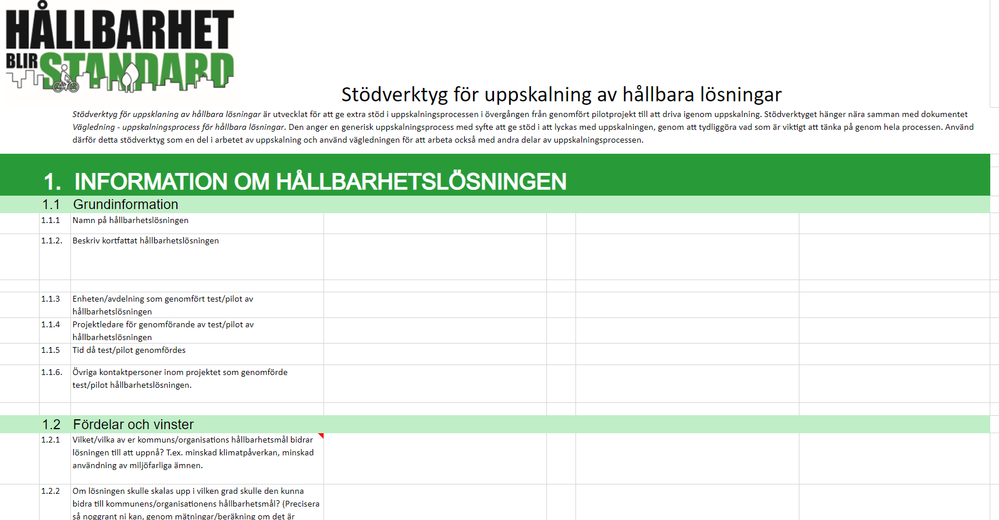 HÅLLBARHET
BLIR STANDARD
Stödverktyg för uppskalning av hållbara lösningar
Stödverktyg för uppsklaning av hållbara lösningar är utvecklat för att ge extra stöd i uppskalningsprocessen i övergången från genomfört pilotprojekt till att driva igenom uppskalning. Stödverktyget hänger nära samman med dokumentet
Vägledning - uppskalningsprocess för hållbara lösningar. Den anger en generisk uppskalningsprocess med syfte att ge stöd i att lyckas med uppskalningen, genom att tydliggöra vad som är viktigt att tänka på genom hela processen. Använd
därför detta stödverktyg som en del i arbetet av uppskalning och använd vägledningen för att arbeta också med andra delar av uppskalningsprocessen.
1. INFORMATION OM HÅLLBARHETSLÖSNINGEN
1.1 Grundinformation
1.1.1 Namn på hållbarhetslösningen
1.1.2. Beskriv kortfattat hållbarhetslösningen
1.1.3 Enheten/avdelning som genomfört test/pilot av
hållbarhetslösningen
1.1.4 Projektledare för genomförande av test/pilot av
hållbarhetslösningen
1.1.5 Tid då test/pilot genomfördes
1.1.6. Övriga kontaktpersoner inom projektet som genomförde
test/pilot hållbarhetslösningen.
1.2 Fördelar och vinster
1.2.1 Vilket/vilka av er kommuns/organisations hållbarhetsmål bidrar
lösningen till att uppnå? T.ex. minskad klimatpåverkan, minskad
användning av miljöfarliga ämnen.
1.2.2 Om lösningen skulle skalas upp i vilken grad skulle den kunna
bidra till kommunens/organisationens hållbarhetsmål? (Precisera
så noggrant ni kan, genom mätningar/beräkning om det är